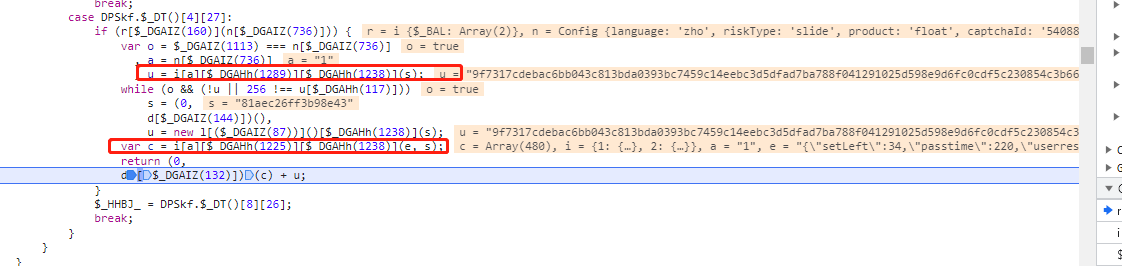 case DPSkf.$_DT()[4][27]:
if (r[$_DGAIZ(160)](n[$_DGAIZ(736)])) { r = i {$_BAL: Array(2)}, n = Config {language: 'zho', riskType: 'slide', product: 'float', captchaId: '54088
var o = $_DGAIZ(1113) === n[$_DGAIZ(736)] o = true
, a = n[$_DGAIZ(736)] a = "1"
, u = i[a][$_DGAHh(1289)][$_DGAHh(1238)](s); u = "9f7317cdebac6bb043c813bda0393bc7459c14eebc3d5dfad7ba788f041291025d598e9d6fc0cdf5c230854c3b66
while (o && (!u || 256 !== u[$_DGAHh(117)])) o = true
s = (0, s = "81aec26ff3b98e43"
d[$_DGAIZ(144)])(),
u = new l[($_DGAIZ(87))]()[$_DGAHh(1238)](s); u = "9f7317cdebac6bb043c813bda0393bc7459c14eebc3d5dfad7ba788f041291025d598e9d6fc0cdf5c230854c3
var c = i[a][$_DGAHh(1225)][$_DGAHh(1238)](e, s); c = Array(480), i = {1: {…}, 2: {…}}, a = "1", e = "{\"setLeft\":34,\"passtime\":220,\"userres
return (0,
d[$_DGAIZ(132)])(c) + u;
}
$_HHBJ_ = DPSkf.$_DT()[8][26];
break;
}
}
}